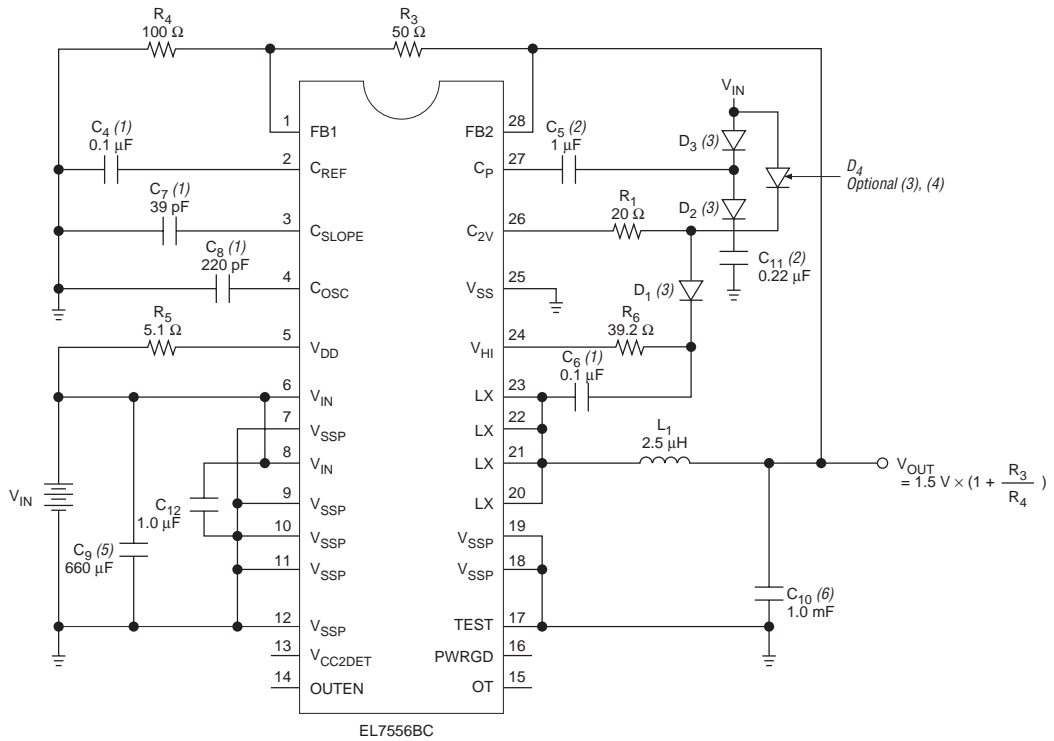 R4
100 Ω
R3
50 Ω
VIN
C4 (1)
0.1 µF
1
FB1
FB2
28
C5 (2)
1 µF
D3 (3)
2
CREF
CP
27
D4
Optional (3), (4)
C7 (1)
39 pF
R1
20 Ω
D2 (3)
3
CSLOPE
C2V
26
C8 (1)
220 pF
C11 (2)
0.22 µF
4
COSC
VSS
25
D1 (3)
R5
5.1 Ω
R6
39.2 Ω
5
VDD
VHI
24
C6 (1)
0.1 µF
6
VIN
LX
23
7
VSSP
LX
22
L1
2.5 µH
8
VIN
LX
21
VOUT
= 1.5 V × (1 + R3 / R4 )
VIN
C12
1.0 µF
9
VSSP
LX
20
10
VSSP
VSSP
19
C9 (5)
660 µF
11
VSSP
VSSP
18
C10 (6)
1.0 mF
12
VSSP
TEST
17
13
VCC2DET
PWRGD
16
14
OUTEN
OT
15
EL7556BC